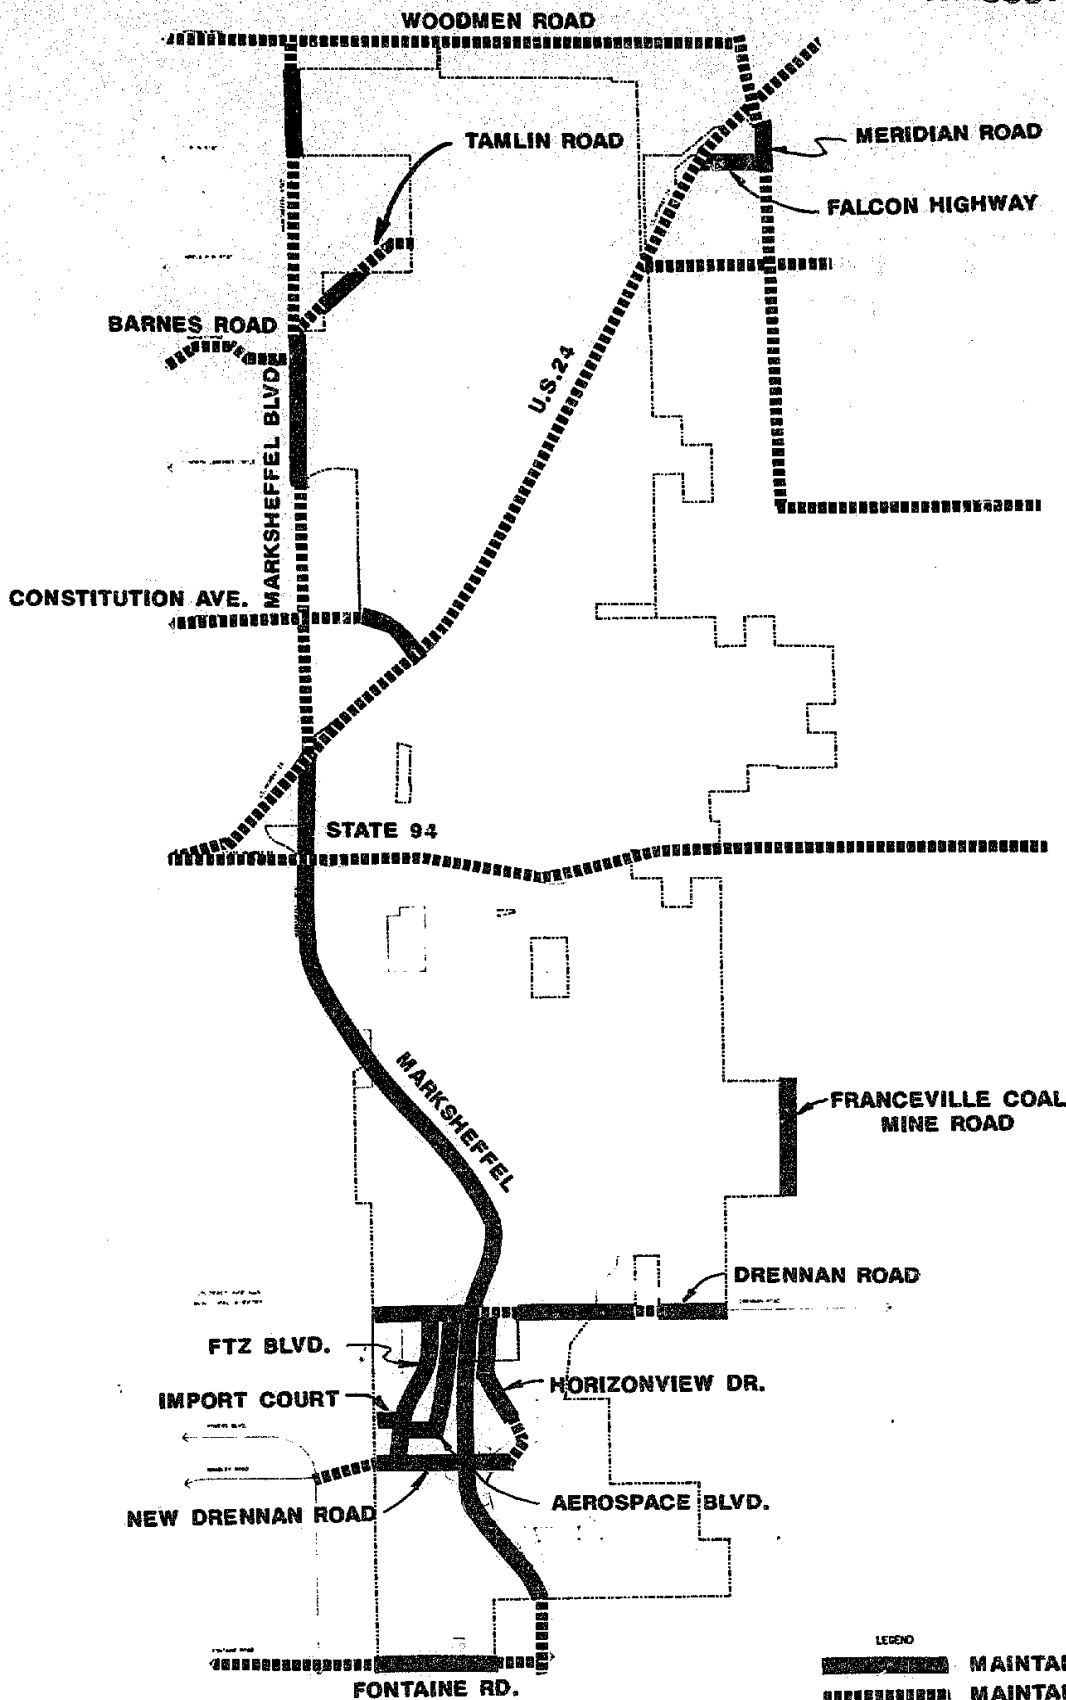 WOODMEN ROAD
TAMLIN ROAD
MERIDIAN ROAD
FALCON HIGHWAY
BARNES ROAD
MARKSHEFFEL BLVD
U.S.24
CONSTITUTION AVE.
STATE 94
MARKSHEFFEL
FRANCEVILLE COAL
MINE ROAD
DRENNAN ROAD
FTZ BLVD.
HORIZONVIEW DR.
IMPORT COURT
AEROSPACE BLVD.
NEW DRENNAN ROAD
FONTAINE RD.
LEGEND
MAINTAI
MAINTAI